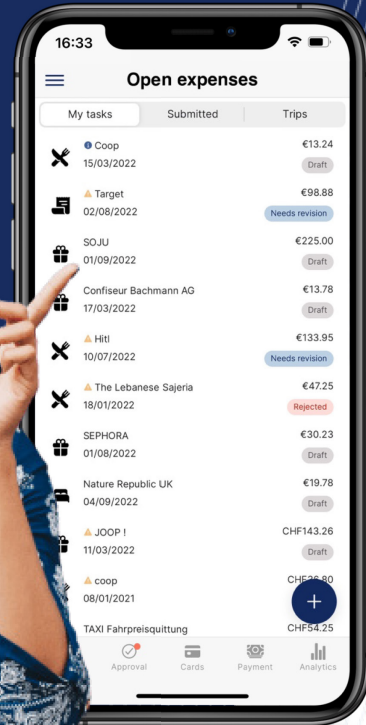 16:33
Open expenses
My tasks Submitted Trips
Coop €13.24
15/03/2022 Draft
Target €98.88
02/08/2022 Needs revision
SOJU €225.00
01/09/2022 Draft
Confiseur Bachmann AG €13.78
17/03/2022 Draft
Hitl €133.95
10/07/2022 Needs revision
The Lebanese Sajeria €47.25
18/01/2022 Rejected
SEPHORA €30.23
01/08/2022 Draft
Nature Republic UK €19.78
04/09/2022 Draft
JOOP ! CHF143.26
11/03/2022 Draft
coop
08/01/2021
TAXI Fahrpreisquittung CHF54.25
Approval Cards Payment Analytics